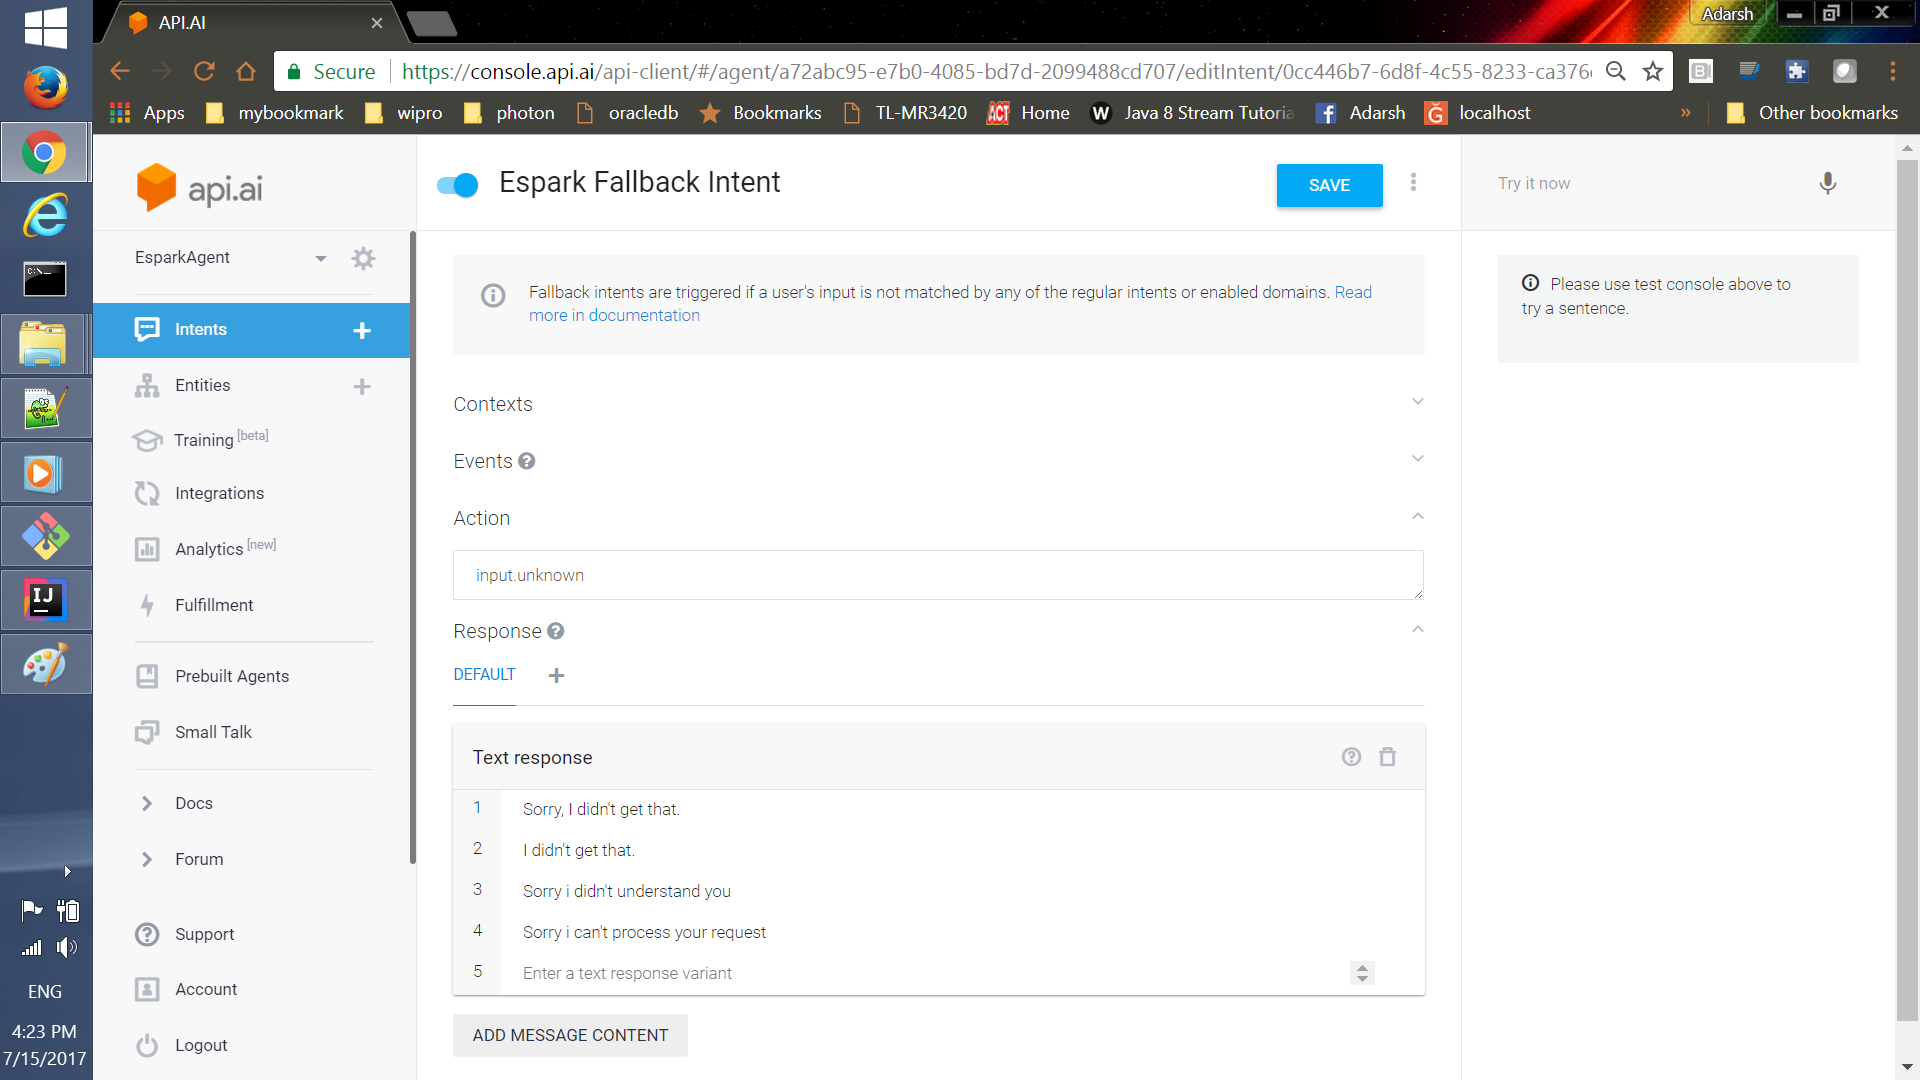 API.AI
Adarsh
Secure
https://console.api.ai/api-client/#/agent/a72abc95-e7b0-4085-bd7d-2099488cd707/editIntent/0cc446b7-6d8f-4c55-8233-ca376
Apps
mybookmark
wipro
photon
oracledb
Bookmarks
TL-MR3420
ACT
Home
W
Java 8 Stream Tutoria
Adarsh
localhost
»
Other bookmarks
api.ai
EsparkAgent
Intents
Entities
Training [beta]
Integrations
Analytics [new]
Fulfillment
Prebuilt Agents
Small Talk
Docs
Forum
Support
Account
Logout
Espark Fallback Intent
SAVE
Fallback intents are triggered if a user's input is not matched by any of the regular intents or enabled domains. Read
more in documentation
Contexts
Events
Action
input.unknown
Response
DEFAULT
Text response
1 Sorry, I didn't get that.
2 I didn't get that.
3 Sorry i didn't understand you
4 Sorry i can't process your request
5 Enter a text response variant
ADD MESSAGE CONTENT
Try it now
Please use test console above to
try a sentence.
C:\_
IJ
ENG
4:23 PM
7/15/2017